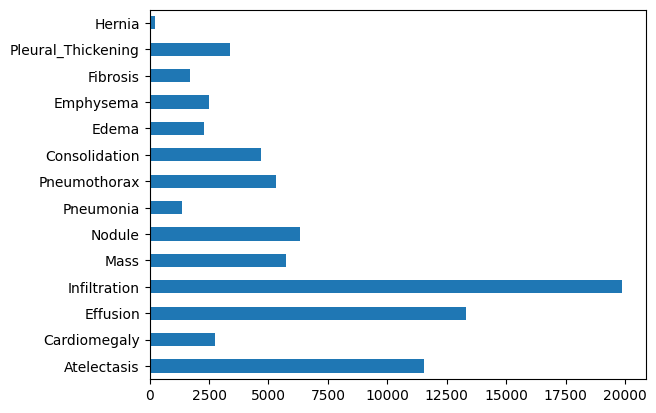 Hernia
Pleural_Thickening
Fibrosis
Emphysema
Edema
Consolidation
Pneumothorax
Pneumonia
Nodule
Mass
Infiltration
Effusion
Cardiomegaly
Atelectasis
0 2500 5000 7500 10000 12500 15000 17500 20000